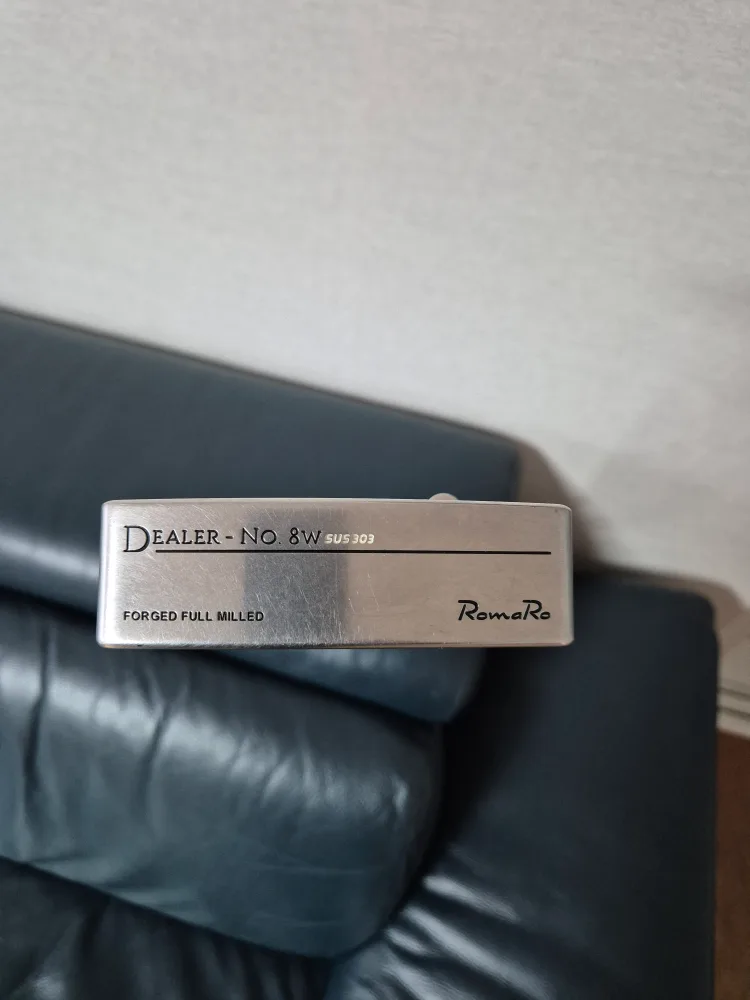 DEALER - NO. 8W SUS303
FORGED FULL MILLED
RomaRo